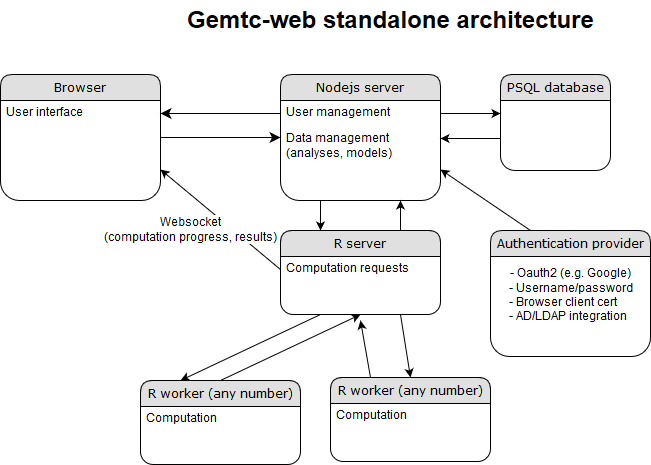 Gemtc-web standalone architecture
Browser
User interface
Nodejs server
User management
Data management
(analyses, models)
PSQL database
Websocket
(computation progress, results)
R server
Computation requests
Authentication provider
- Oauth2 (e.g. Google)
- Username/password
- Browser client cert
- AD/LDAP integration
R worker (any number)
Computation
R worker (any number)
Computation